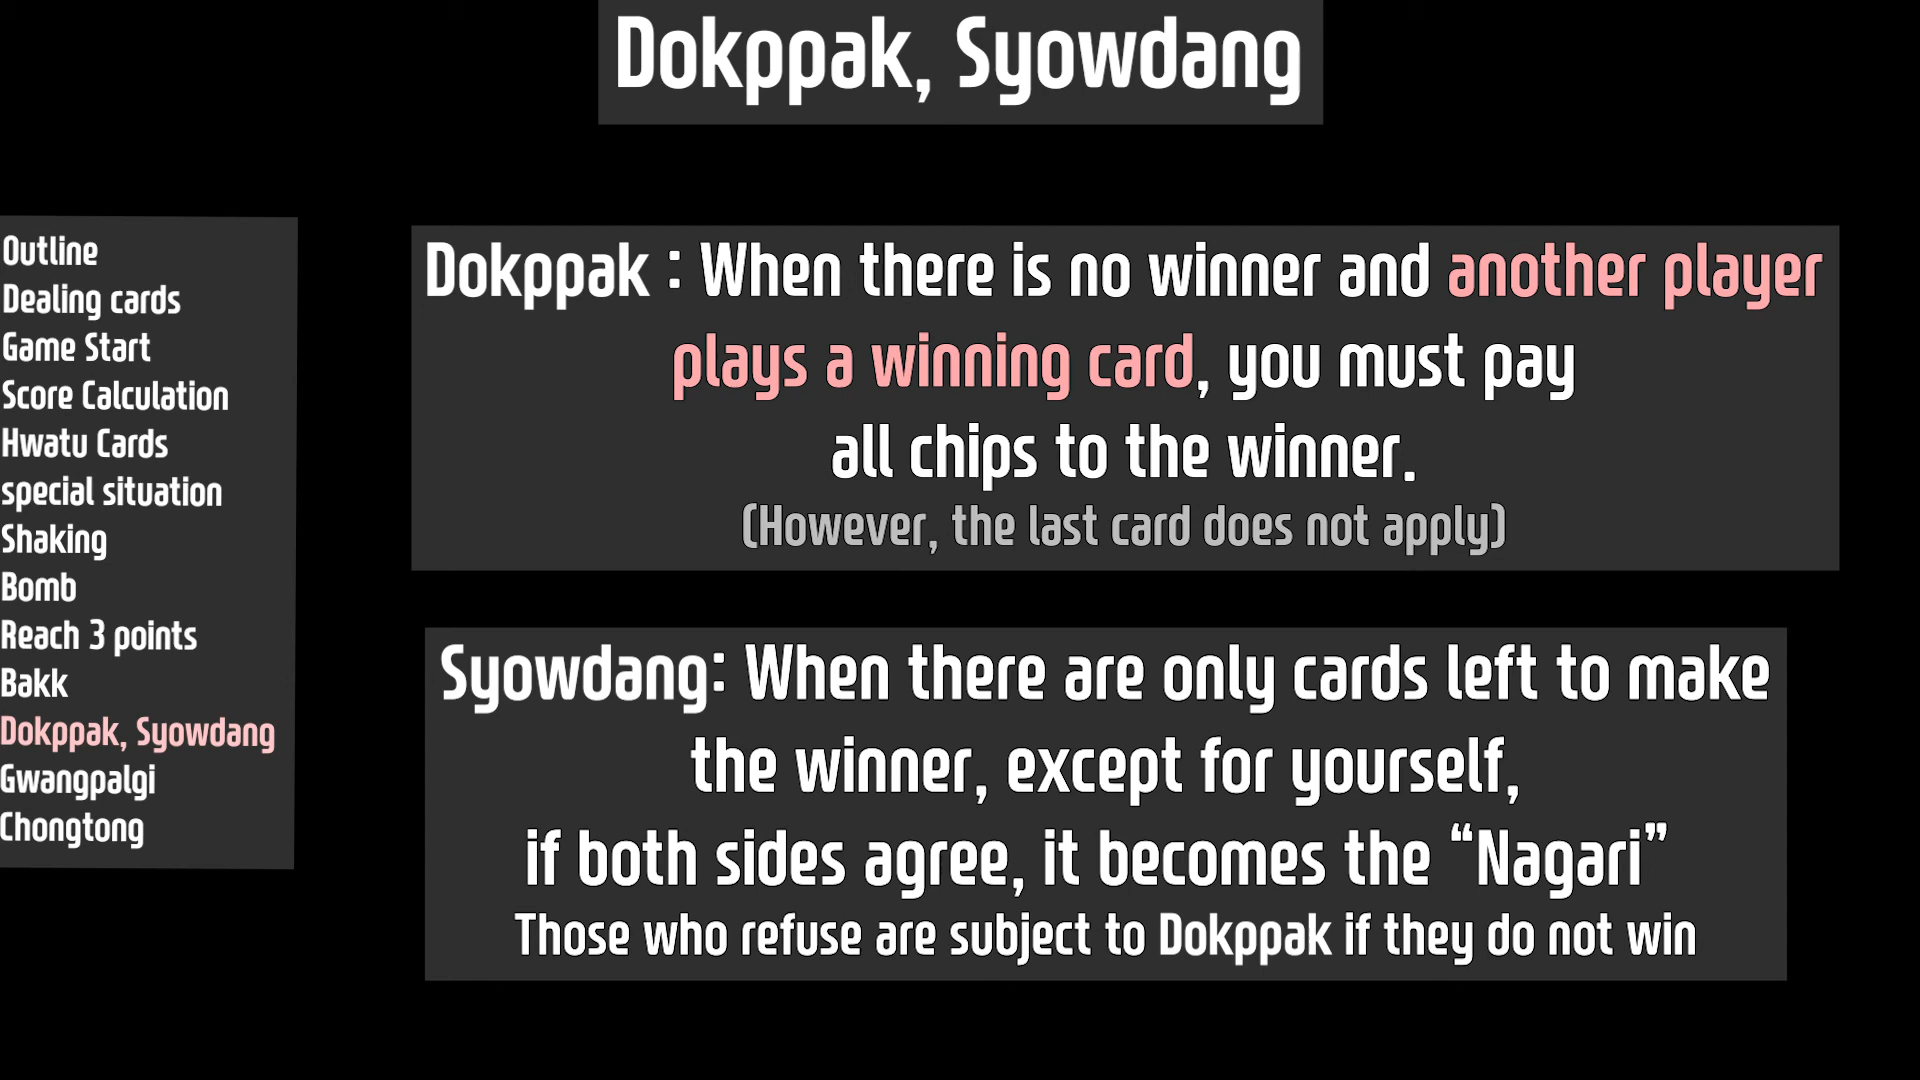 Dokppak, Syowdang
Outline
Dealing cards
Game Start
Score Calculation
Hwatu Cards
special situation
Shaking
Bomb
Reach 3 points
Bakk
Dokppak, Syowdang
Gwangpalgi
Chongtong
Dokppak : When there is no winner and another player
plays a winning card, you must pay
all chips to the winner.
(However, the last card does not apply)
Syowdang: When there are only cards left to make
the winner, except for yourself,
if both sides agree, it becomes the “Nagari”
Those who refuse are subject to Dokppak if they do not win